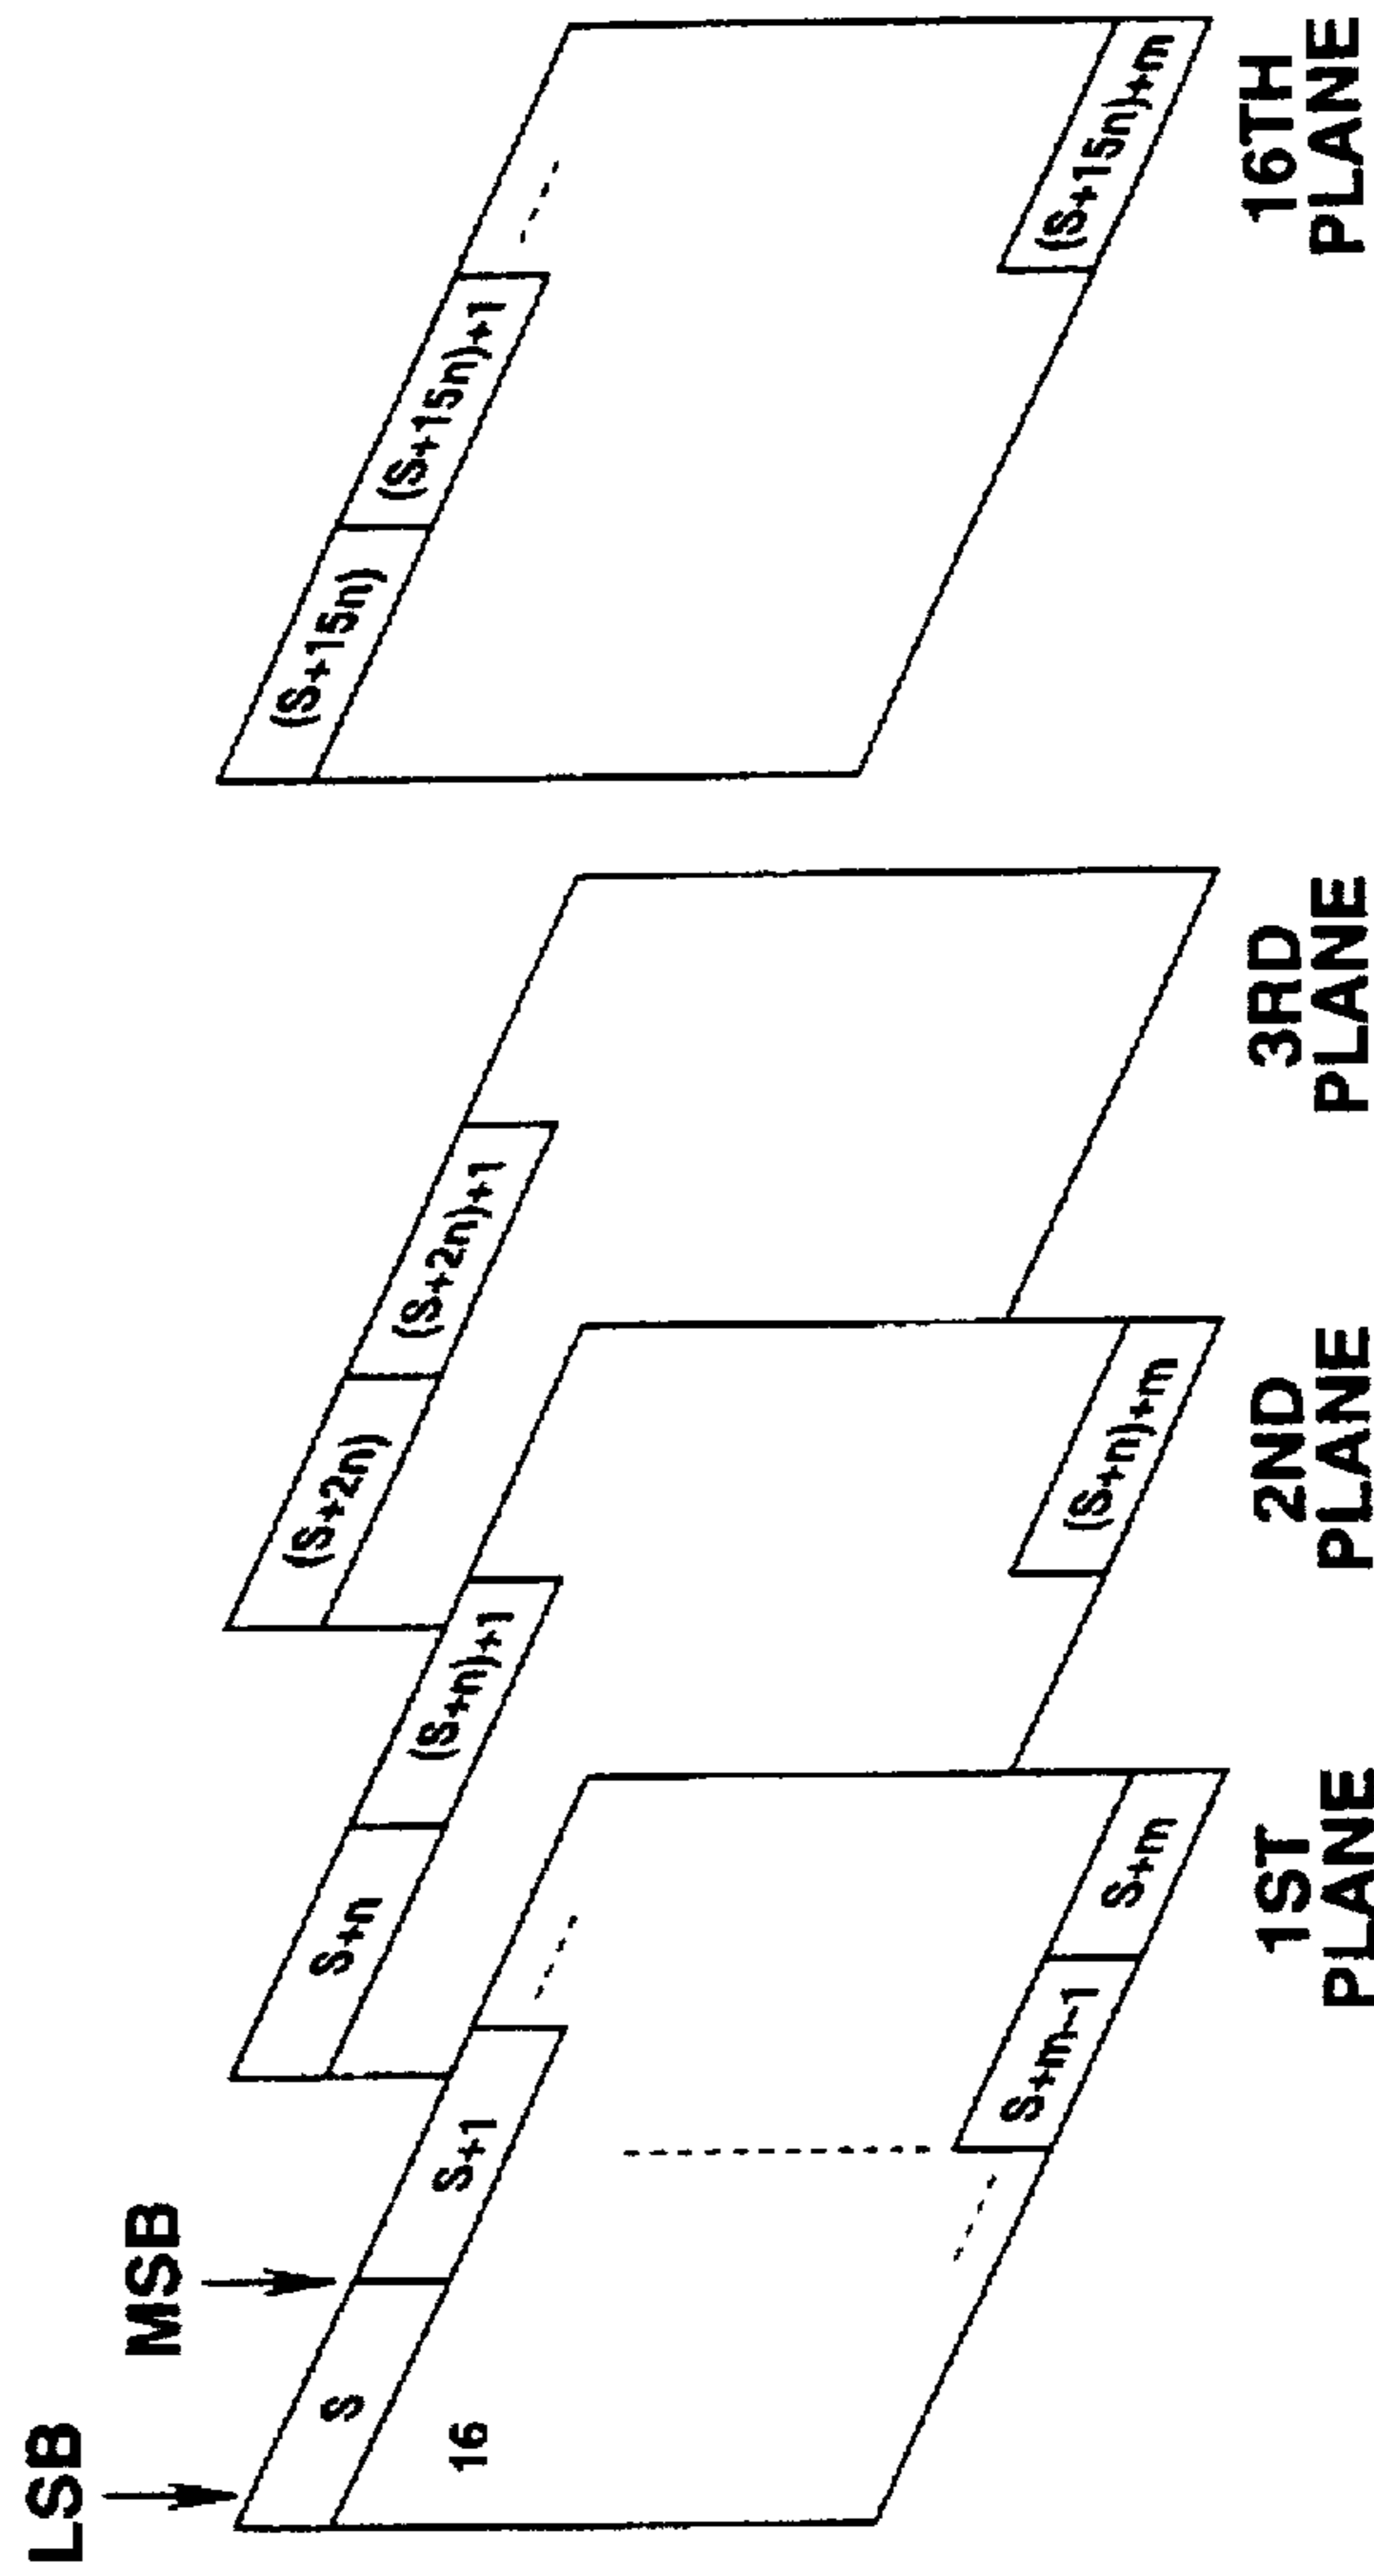 LSB
MSB
S
S+1
16
S+m-1
S+m
1ST
PLANE
S+n
(S+n)+1
(S+n)+m
2ND
PLANE
(S+2n)
(S+2n)+1
3RD
PLANE
(S+15n)
(S+15n)+1
(S+15n)+m
16TH
PLANE